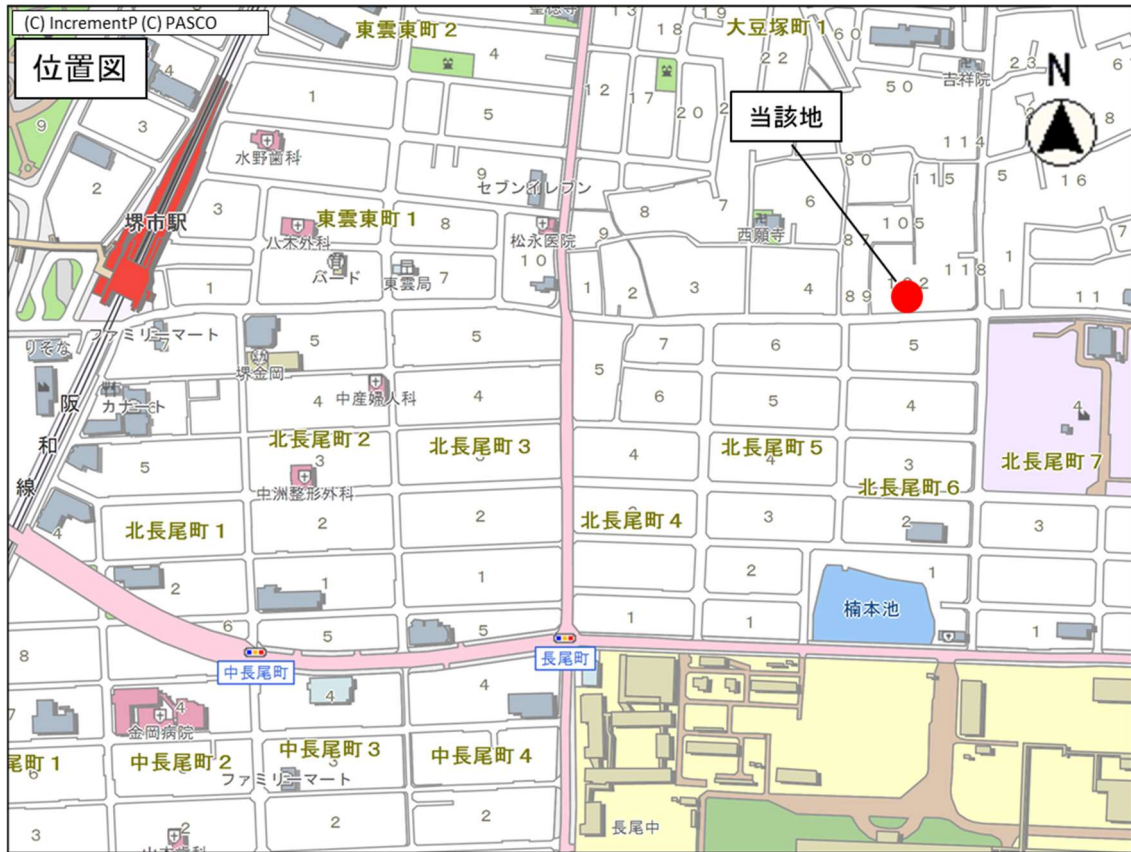 (C) IncrementP (C) PASCO
位置図
東雲東町2
大豆塚町1
吉祥院
N
当該地
水野歯科
セブンイレブン
堺市駅
東雲東町1
八木外科
松永医院
西願寺
バード
東雲局
ファミリーマート
りそな
堺金岡
カナート
中産婦人科
阪
和
線
北長尾町2
北長尾町3
北長尾町5
北長尾町7
中洲整形外科
北長尾町6
北長尾町1
北長尾町4
楠本池
中長尾町
長尾町
金岡病院
尾町1
中長尾町2
中長尾町3
中長尾町4
ファミリーマート
長尾中